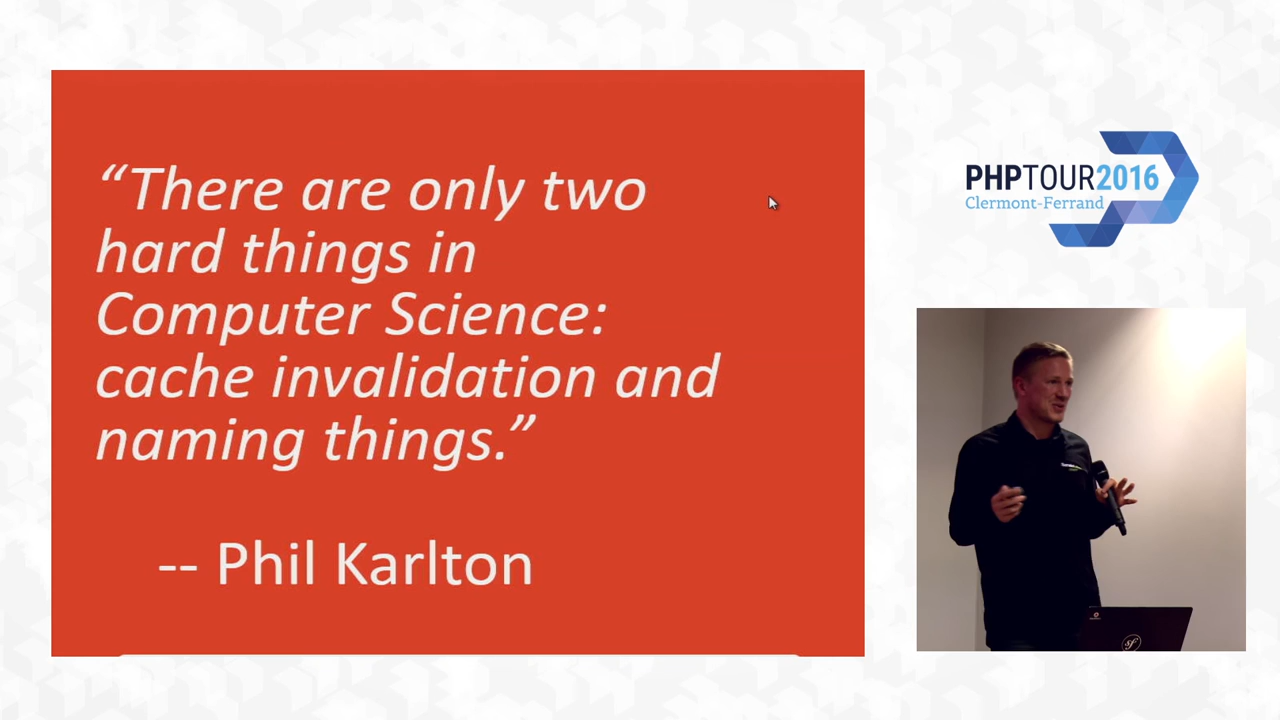 “There are only two
hard things in
Computer Science:
cache invalidation and
naming things.”
-- Phil Karlton
PHPTOUR2016
Clermont-Ferrand
sf